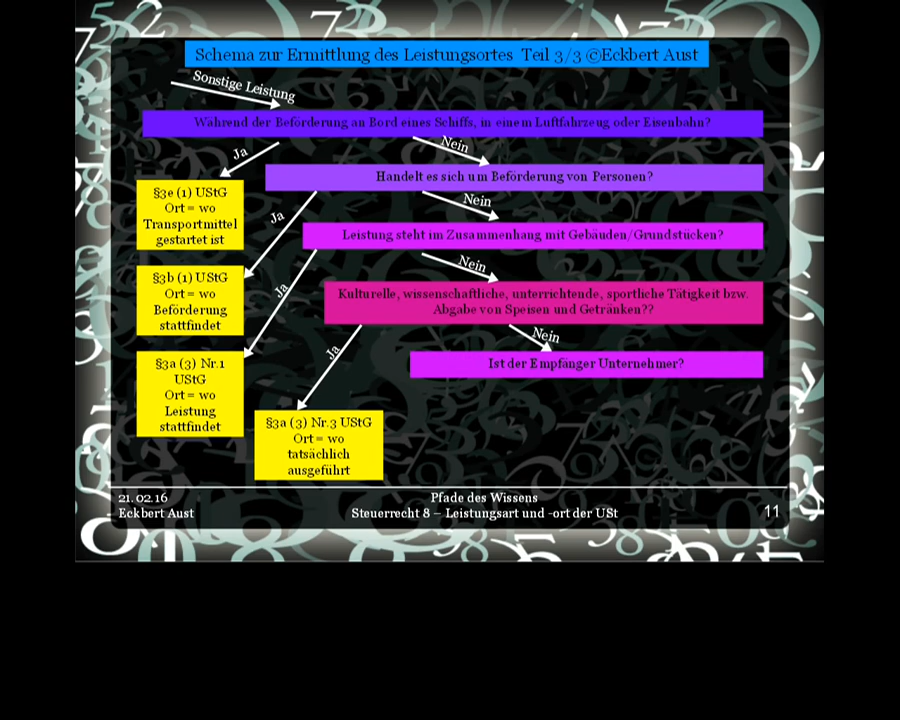 Schema zur Ermittlung des Leistungsortes Teil 3/3 ©Eckbert Aust
Sonstige Leistung
Während der Beförderung an Bord eines Schiffs, in einem Luftfahrzeug oder Eisenbahn?
Ja
Nein
Handelt es sich um Beförderung von Personen?
§3e (1) UStG
Ort = wo
Transportmittel
gestartet ist
Ja
Nein
Leistung steht im Zusammenhang mit Gebäuden/Grundstücken?
§3b (1) UStG
Ort = wo
Beförderung
stattfindet
Ja
Nein
Kulturelle, wissenschaftliche, unterrichtende, sportliche Tätigkeit bzw.
Abgabe von Speisen und Getränken??
§3a (3) Nr.1
UStG
Ort = wo
Leistung
stattfindet
Ja
Nein
Ist der Empfänger Unternehmer?
§3a (3) Nr.3 UStG
Ort = wo
tatsächlich
ausgeführt
21.02.16
Eckbert Aust
Pfade des Wissens
Steuerrecht 8 – Leistungsart und -ort der USt
11